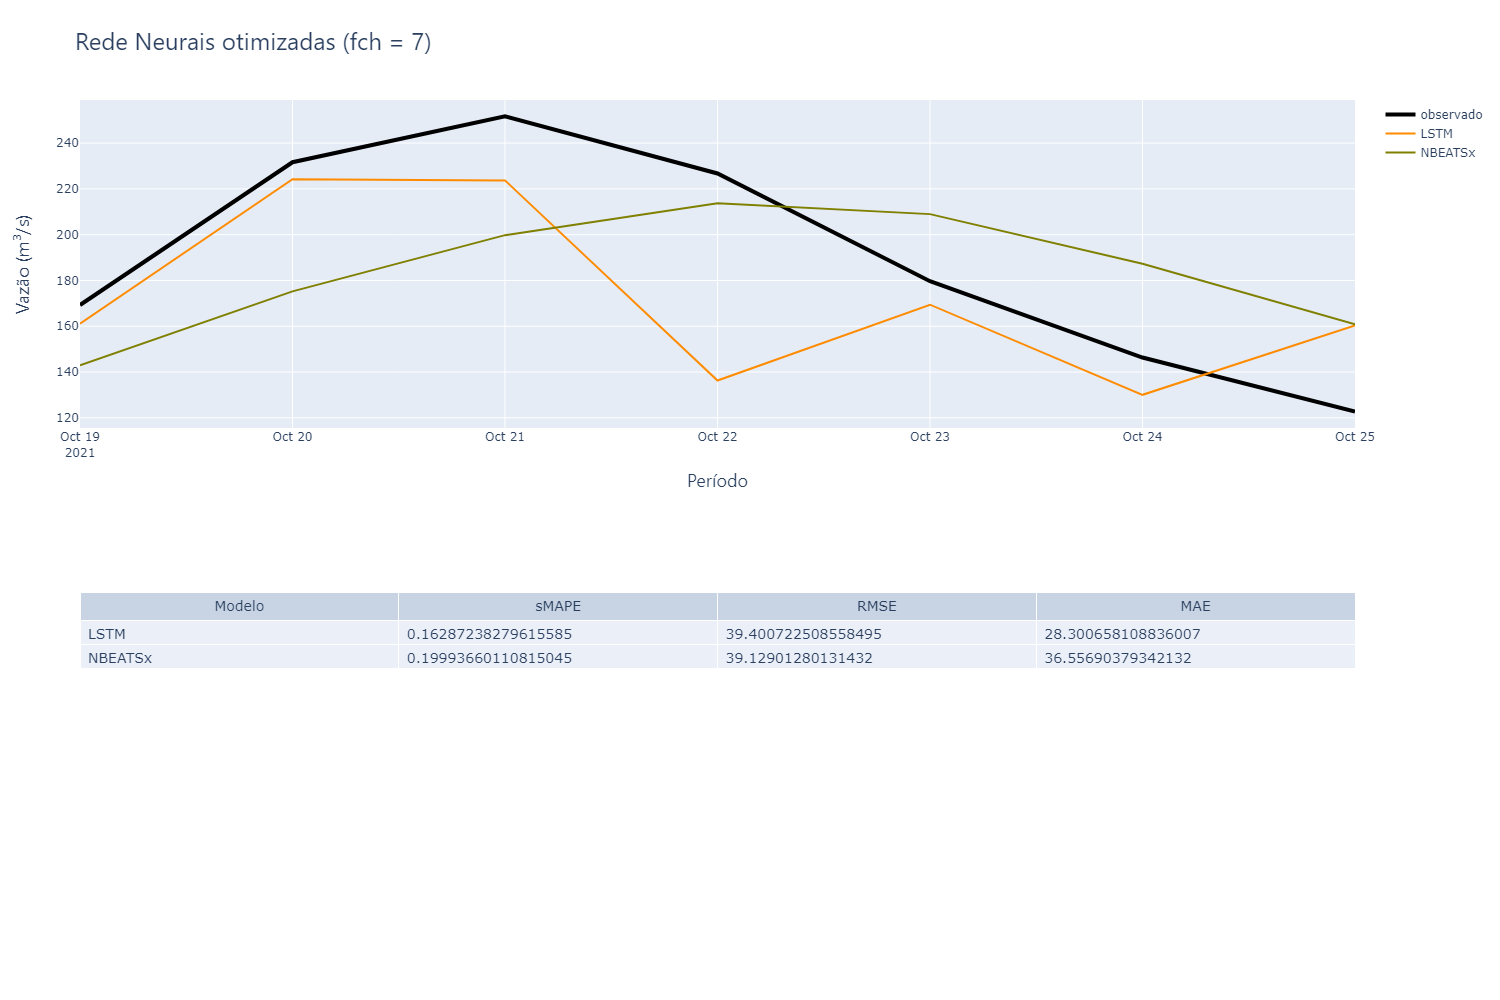 Rede Neurais otimizadas (fch = 7)
observado
LSTM
NBEATSx
Vazão (m³/s)
240
220
200
180
160
140
120
Oct 19
2021
Oct 20
Oct 21
Oct 22
Oct 23
Oct 24
Oct 25
Período
Modelo sMAPE RMSE MAE
LSTM 0.16287238279615585 39.400722508558495 28.300658108836007
NBEATSx 0.19993660110815045 39.12901280131432 36.55690379342132